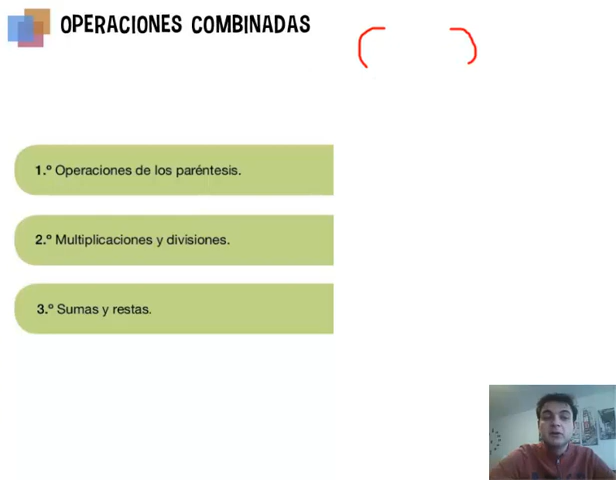 OPERACIONES COMBINADAS
( )
1.º Operaciones de los paréntesis.
2.º Multiplicaciones y divisiones.
3.º Sumas y restas.